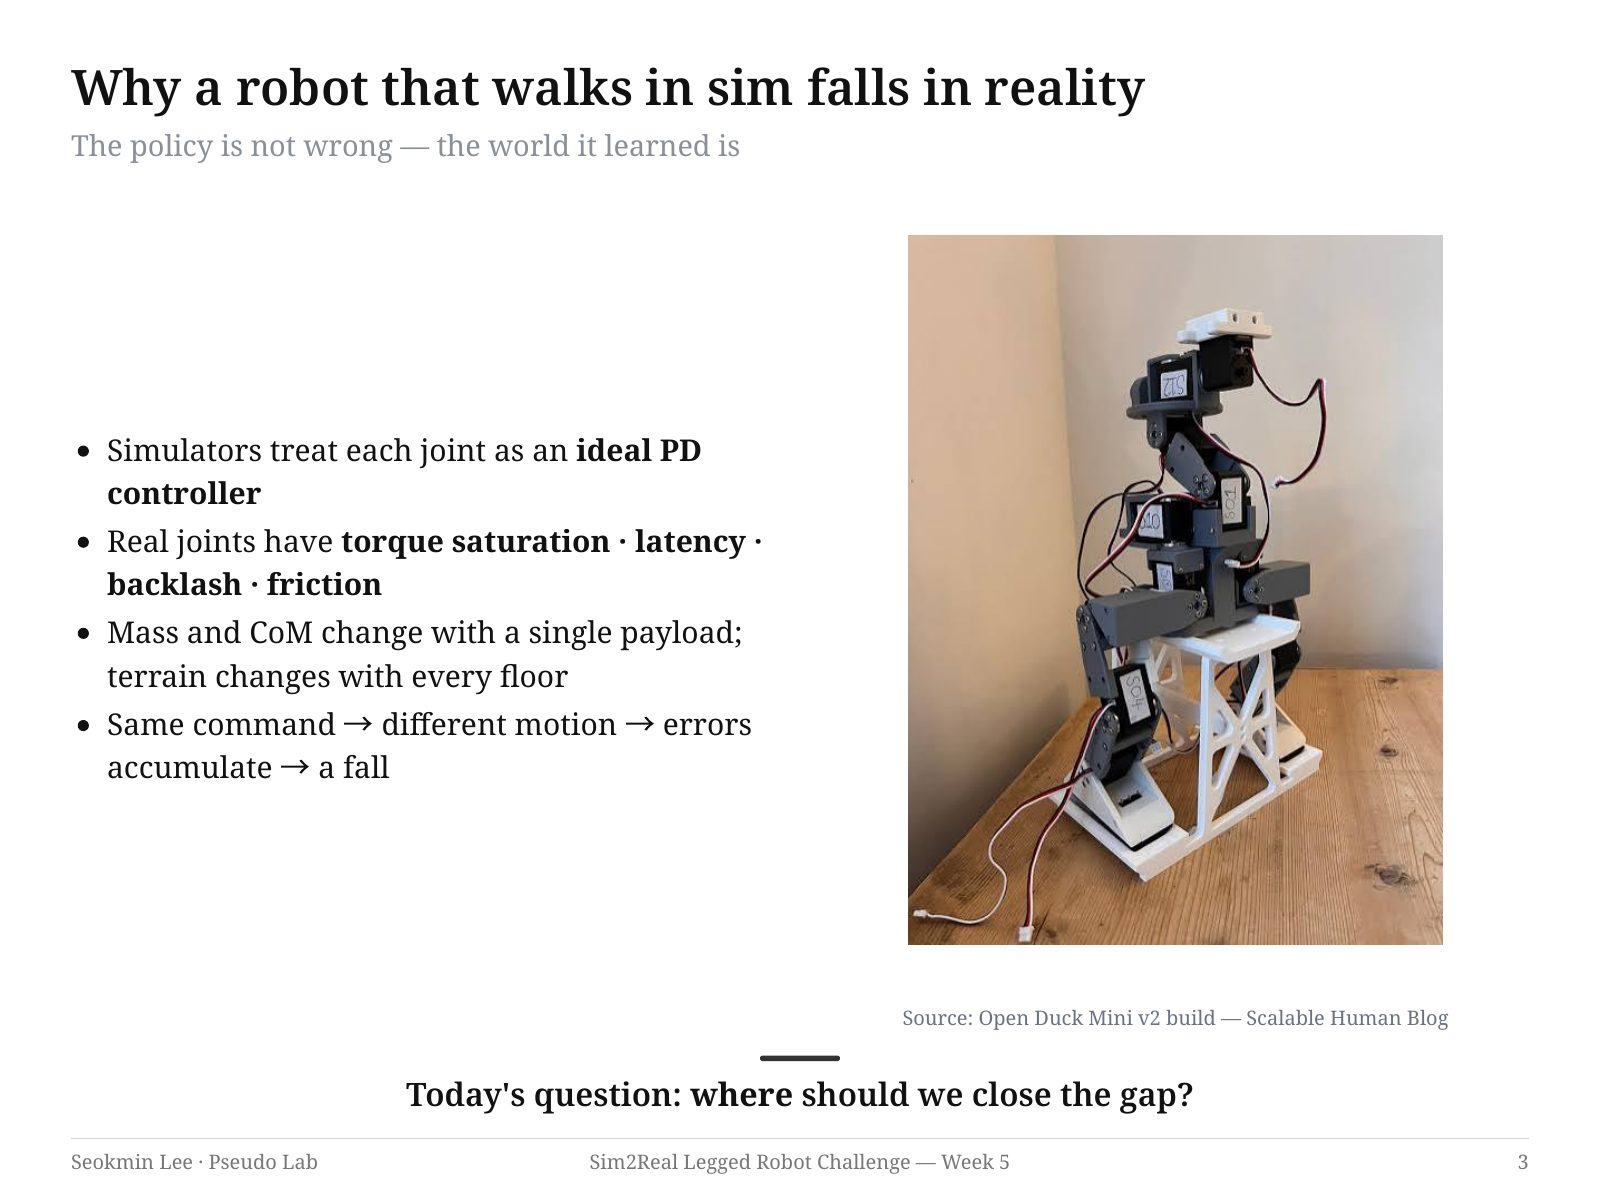 Why a robot that walks in sim falls in reality
The policy is not wrong — the world it learned is
• Simulators treat each joint as an ideal PD
controller
• Real joints have torque saturation · latency ·
backlash · friction
• Mass and CoM change with a single payload;
terrain changes with every floor
• Same command → different motion → errors
accumulate → a fall
S12
S01
S10
S04
Source: Open Duck Mini v2 build — Scalable Human Blog
Today's question: where should we close the gap?
Seokmin Lee · Pseudo Lab
Sim2Real Legged Robot Challenge — Week 5
3